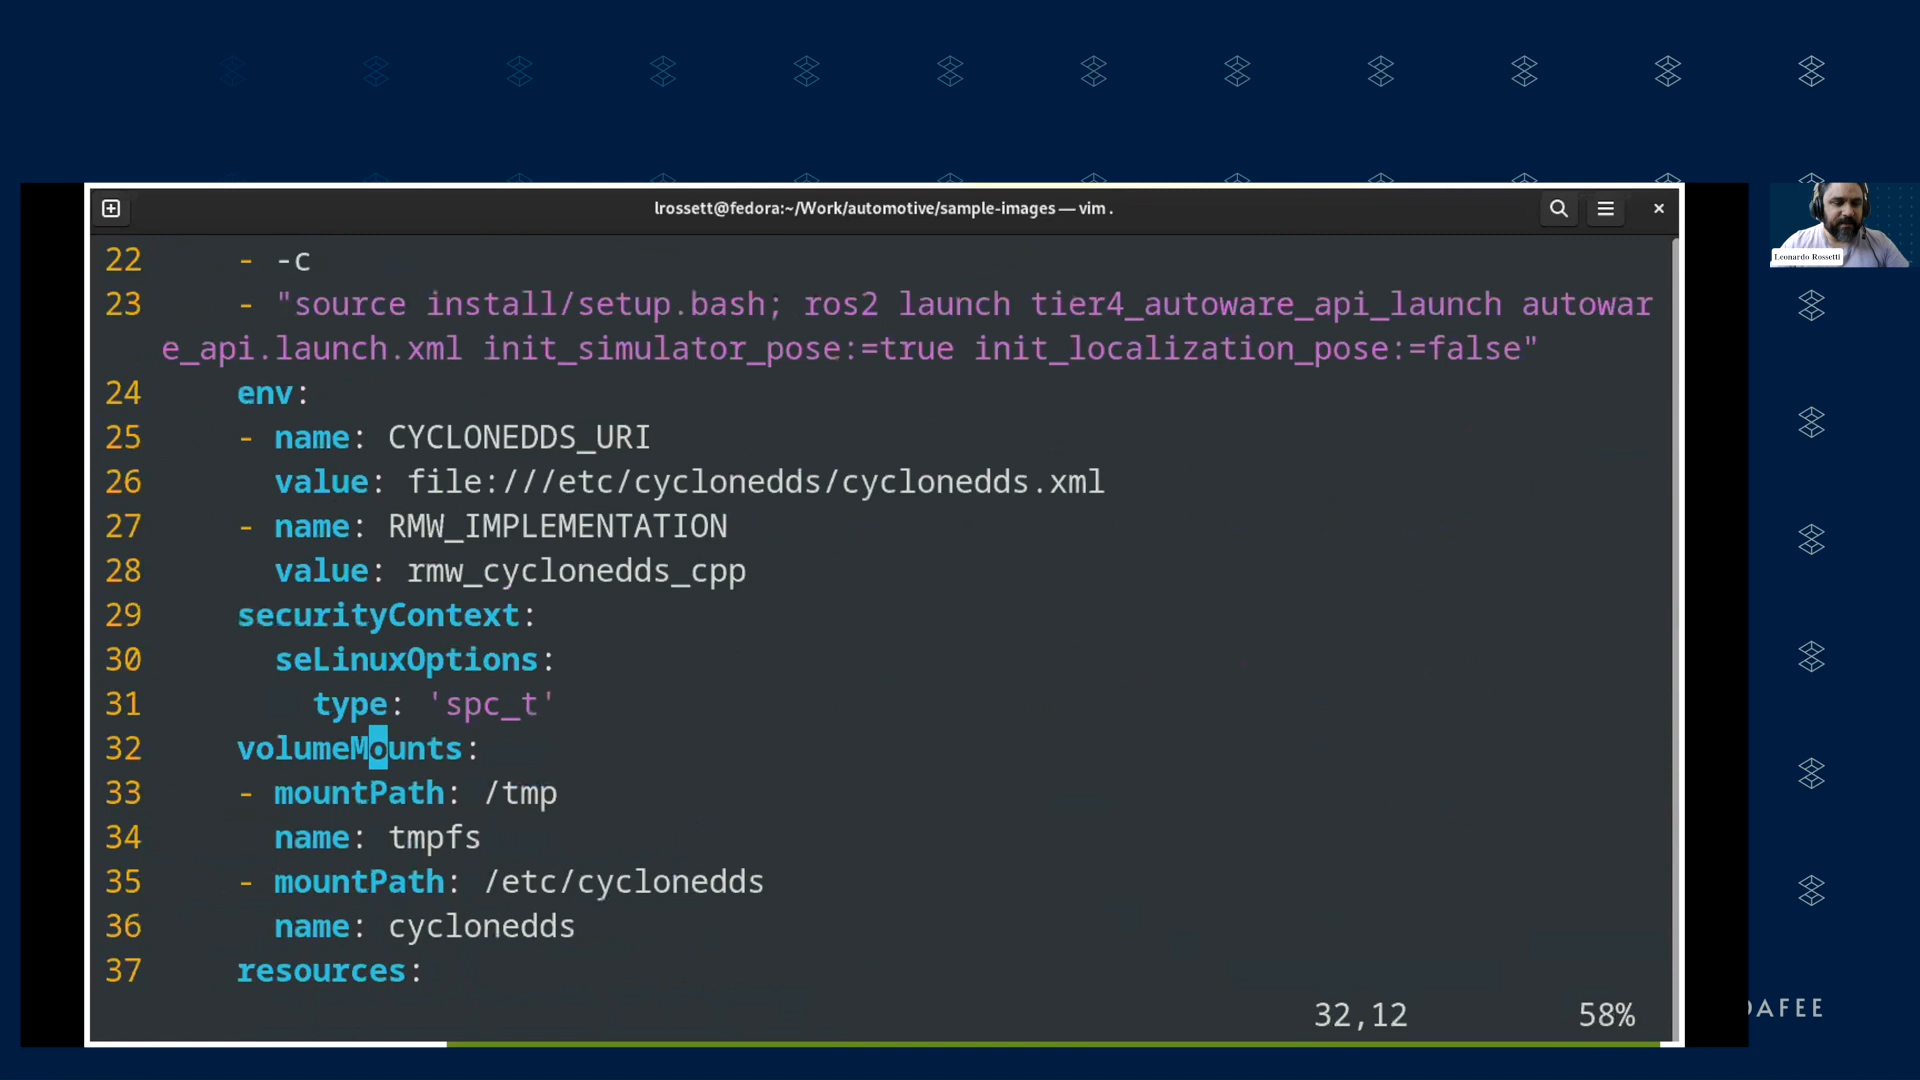 lrossett@fedora:~/Work/automotive/sample-images — vim .
22 - -c
23 - "source install/setup.bash; ros2 launch tier4_autoware_api_launch autowar
e_api.launch.xml init_simulator_pose:=true init_localization_pose:=false"
24 env:
25 - name: CYCLONEDDS_URI
26 value: file:///etc/cyclonedds/cyclonedds.xml
27 - name: RMW_IMPLEMENTATION
28 value: rmw_cyclonedds_cpp
29 securityContext:
30 seLinuxOptions:
31 type: 'spc_t'
32 volumeMounts:
33 - mountPath: /tmp
34 name: tmpfs
35 - mountPath: /etc/cyclonedds
36 name: cyclonedds
37 resources:
32,12 58%
Leonardo Rossetti
OAFEE